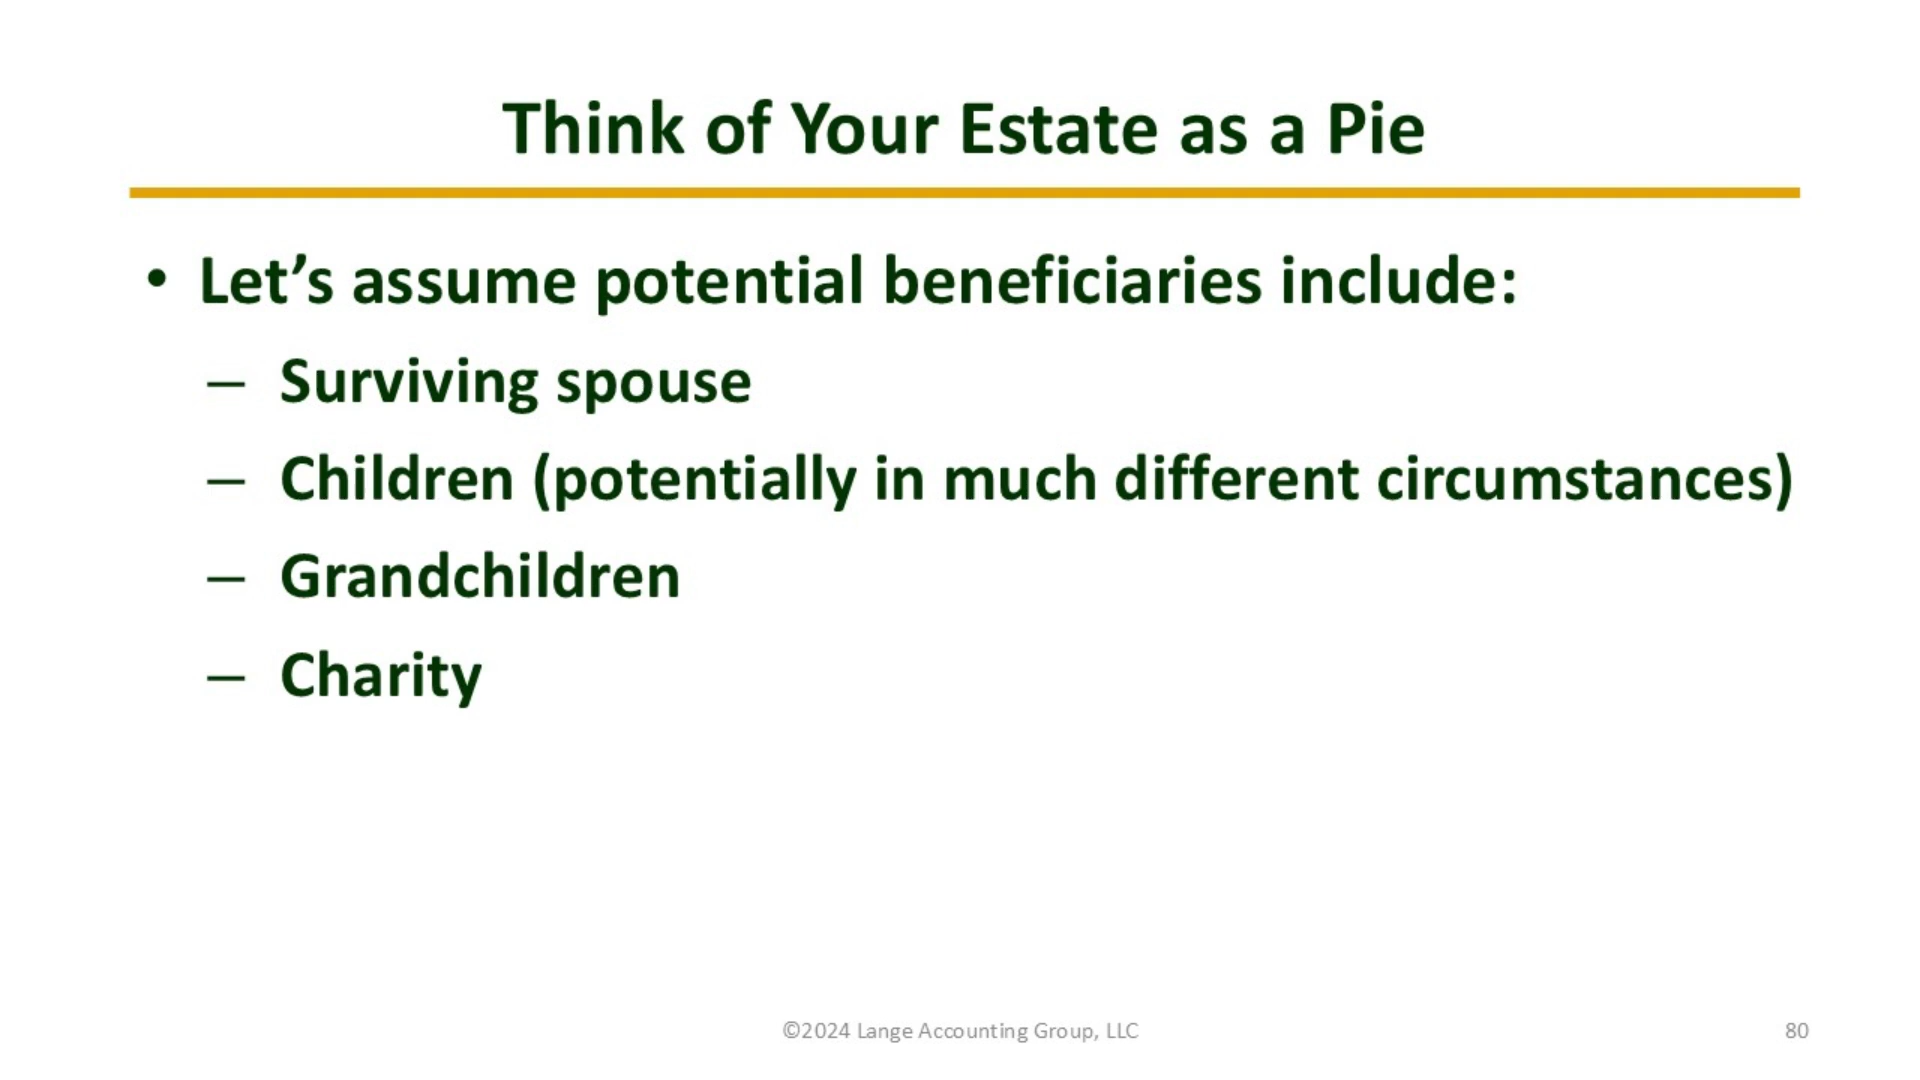 Think of Your Estate as a Pie
• Let’s assume potential beneficiaries include:
– Surviving spouse
– Children (potentially in much different circumstances)
– Grandchildren
– Charity
©2024 Lange Accounting Group, LLC
80